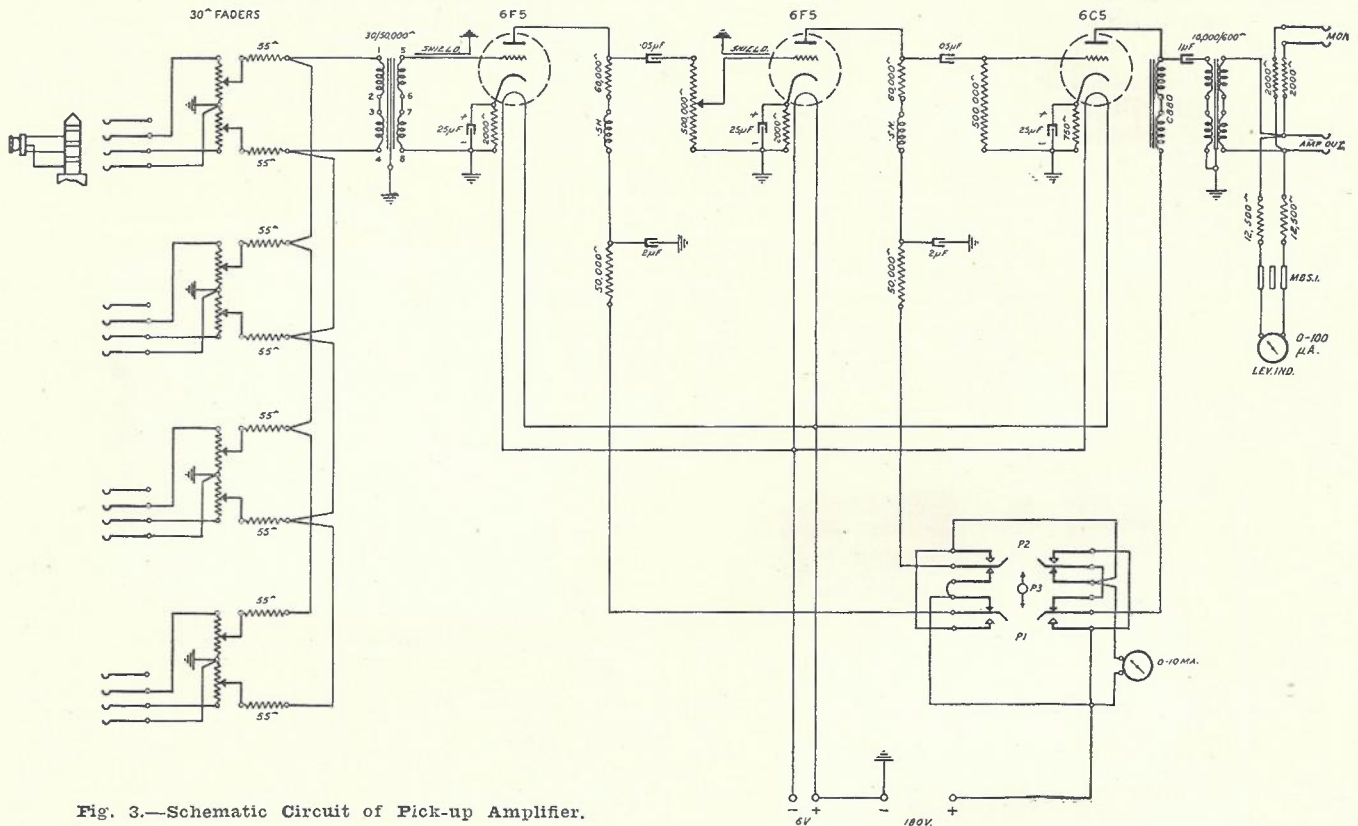 30~ FADERS
6F5
6F5
6C5
30/50,000~
10,000/600~
55~
55~
55~
55~
55~
55~
55~
55~
1
2
3
4
5
6
7
8
SHIELD.
25µF
2000~
+
-
60,000~
.5H.
.05µF
500,000~
2µF
50,000~
SHIELD.
25µF
2000~
+
-
60,000~
.5H.
.05µF
500,000~
2µF
50,000~
25µF
750~
+
-
C880
1µF
2000~
2000~
MON
AMP OUT.
12,500~
12,500~
M.B.S.1.
0-100
µA.
LEV. IND.
P2
P3
P1
0-10 MA.
- + - +
6V 180V.
Fig. 3.—Schematic Circuit of Pick-up Amplifier.